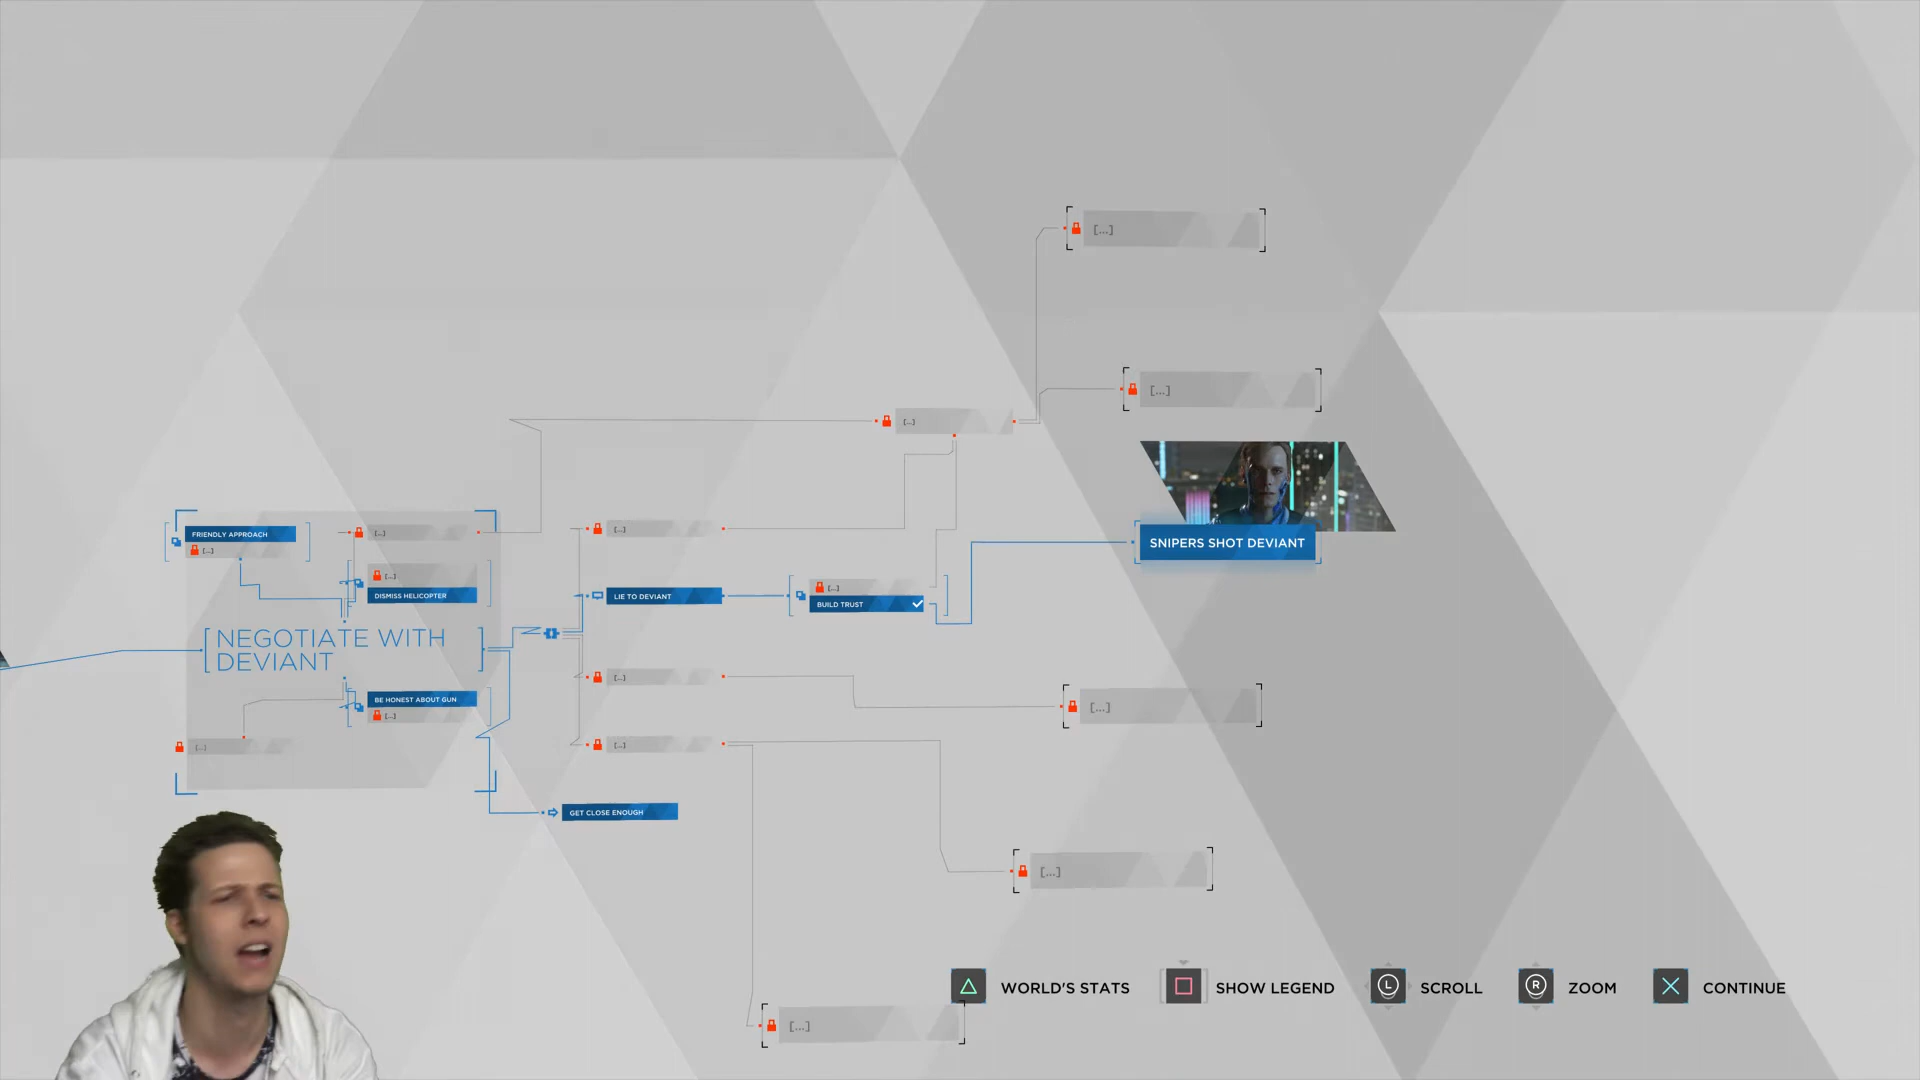 [...]
[...]
[...]
SNIPERS SHOT DEVIANT
FRIENDLY APPROACH
[...]
[...]
[...]
DISMISS HELICOPTER
NEGOTIATE WITH
DEVIANT
BE HONEST ABOUT GUN
[...]
[...]
[...]
LIE TO DEVIANT
[...]
BUILD TRUST
[...]
[...]
[...]
GET CLOSE ENOUGH
[...]
[...]
WORLD'S STATS
SHOW LEGEND
L
SCROLL
R
ZOOM
CONTINUE